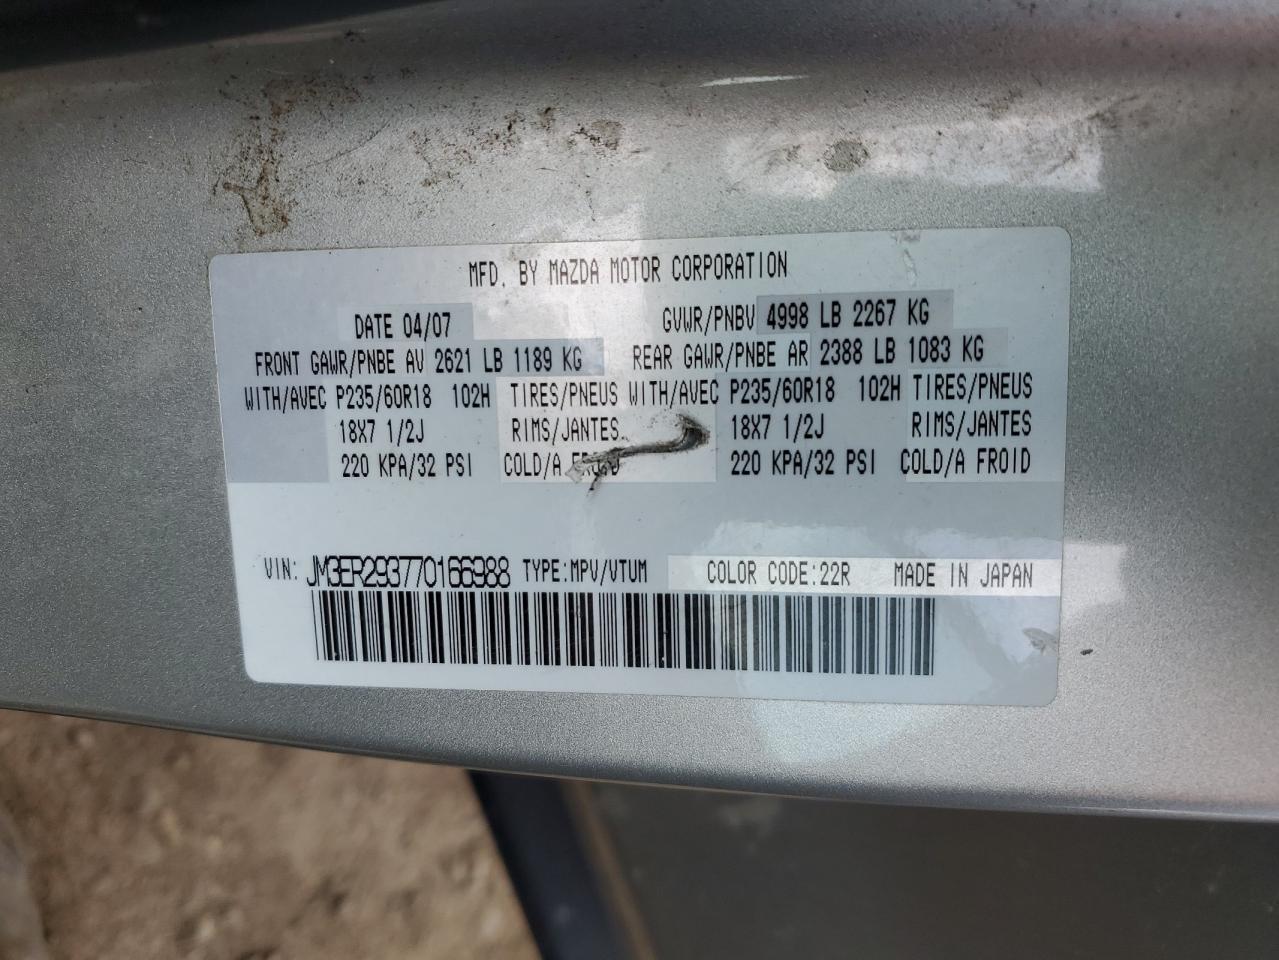 MFD. BY MAZDA MOTOR CORPORATION
DATE 04/07 GVWR/PNBV 4998 LB 2267 KG
FRONT GAWR/PNBE AV 2621 LB 1189 KG REAR GAWR/PNBE AR 2388 LB 1083 KG
WITH/AVEC P235/60R18 102H TIRES/PNEUS WITH/AVEC P235/60R18 102H TIRES/PNEUS
18X7 1/2J RIMS/JANTES 18X7 1/2J RIMS/JANTES
220 KPA/32 PSI COLD/A FROID 220 KPA/32 PSI COLD/A FROID
VIN: JM3ER293770166988 TYPE:MPV/VTUM COLOR CODE:22R MADE IN JAPAN